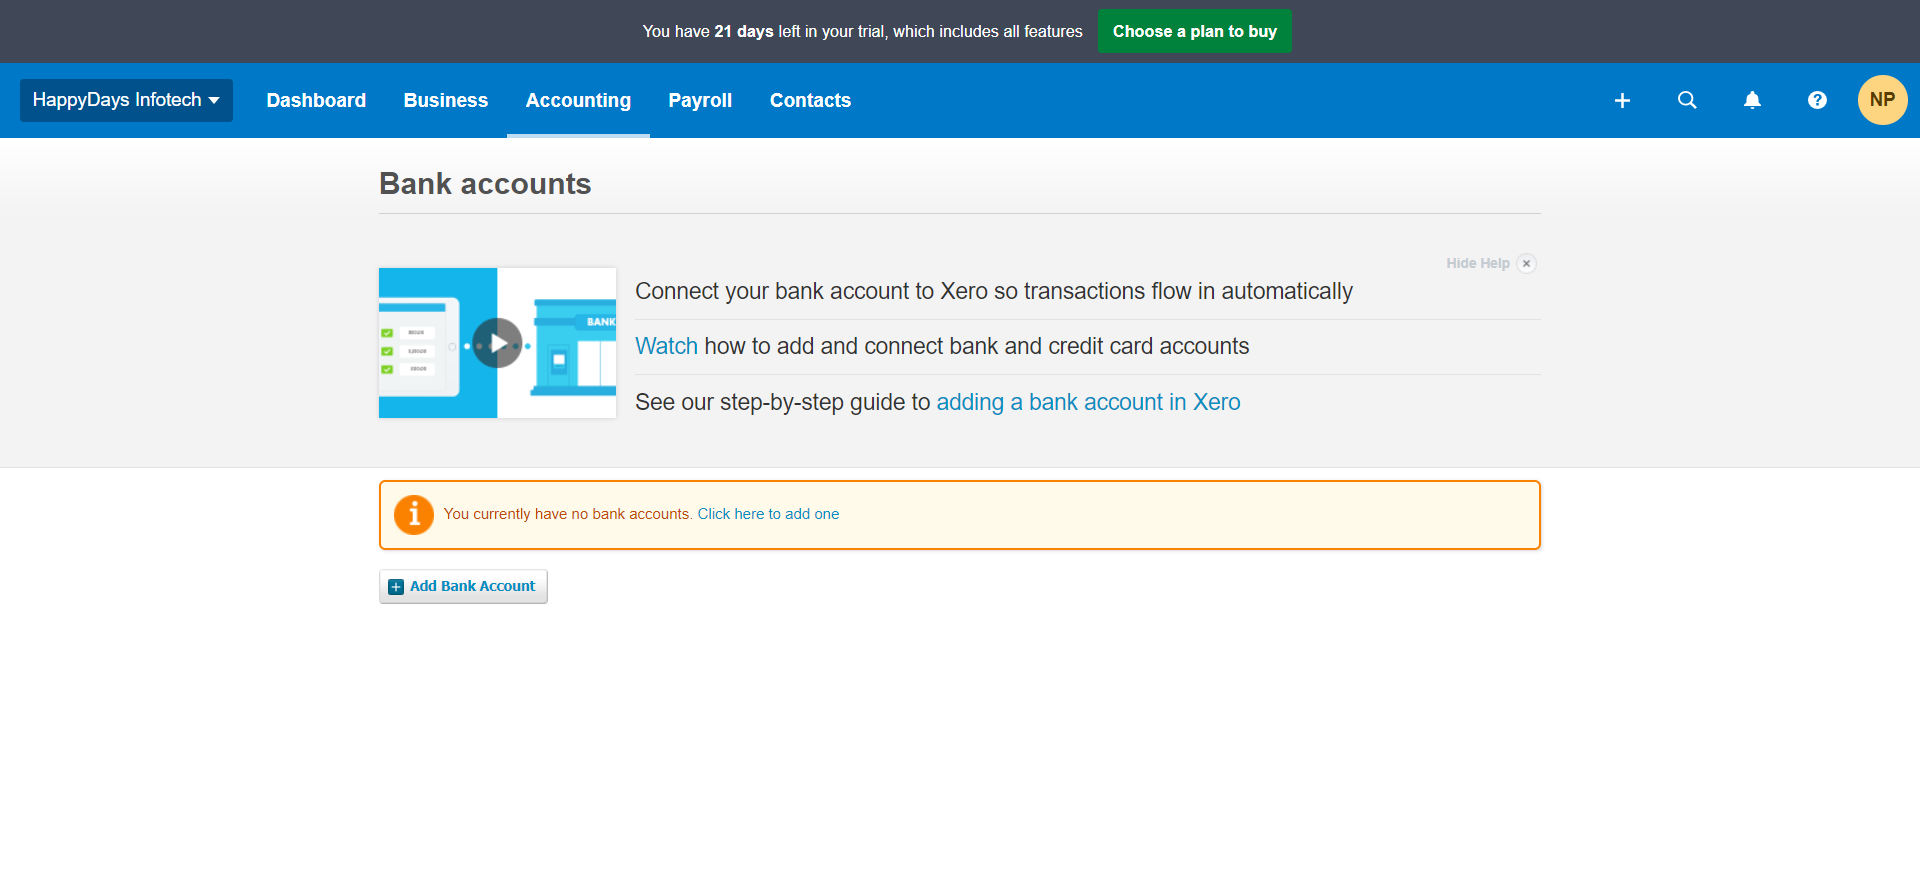 You have 21 days left in your trial, which includes all features Choose a plan to buy
HappyDays Infotech Dashboard Business Accounting Payroll Contacts NP
Bank accounts
Hide Help
Connect your bank account to Xero so transactions flow in automatically
BANK
Watch how to add and connect bank and credit card accounts
See our step-by-step guide to adding a bank account in Xero
You currently have no bank accounts. Click here to add one
Add Bank Account